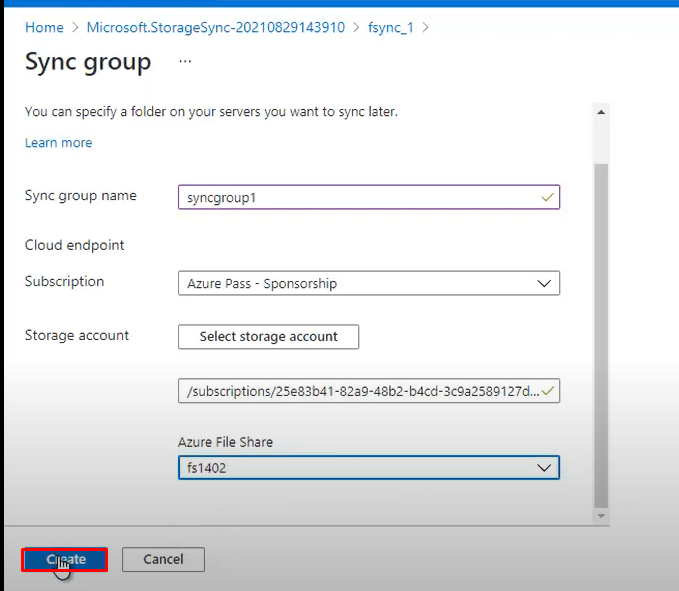 Home > Microsoft.StorageSync-20210829143910 > fsync_1 >
Sync group ...
You can specify a folder on your servers you want to sync later.
Learn more
Sync group name
syncgroup1
Cloud endpoint
Subscription
Azure Pass - Sponsorship
Storage account
Select storage account
/subscriptions/25e83b41-82a9-48b2-b4cd-3c9a2589127d...
Azure File Share
fs1402
Create
Cancel